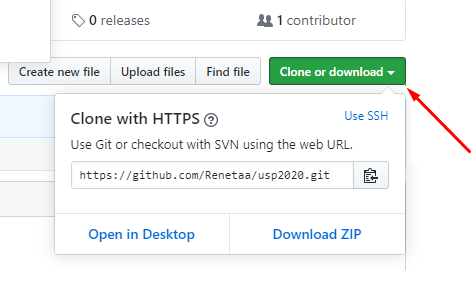 0 releases
1 contributor
Create new file
Upload files
Find file
Clone or download
Clone with HTTPS
Use SSH
Use Git or checkout with SVN using the web URL.
https://github.com/Renetaa/usp2020.git
Open in Desktop
Download ZIP